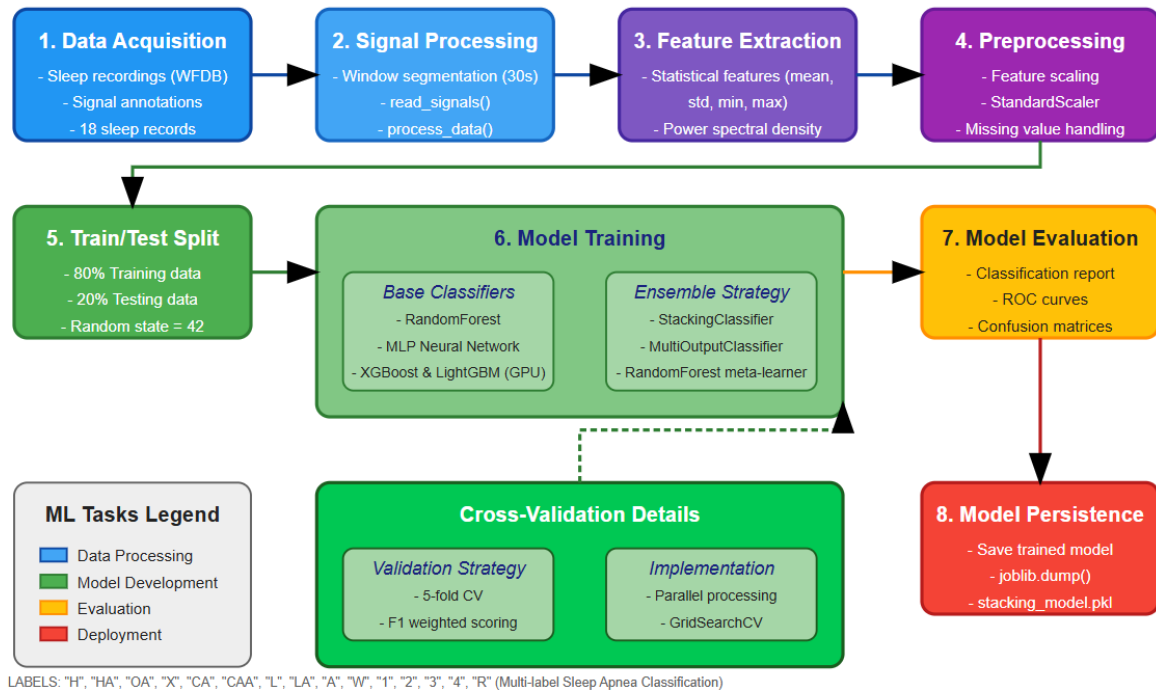 1. Data Acquisition
- Sleep recordings (WFDB)
- Signal annotations
- 18 sleep records
2. Signal Processing
- Window segmentation (30s)
- read_signals()
- process_data()
3. Feature Extraction
- Statistical features (mean,
std, min, max)
- Power spectral density
4. Preprocessing
- Feature scaling
- StandardScaler
- Missing value handling
5. Train/Test Split
- 80% Training data
- 20% Testing data
- Random state = 42
6. Model Training
Base Classifiers
- RandomForest
- MLP Neural Network
- XGBoost & LightGBM (GPU)
Ensemble Strategy
- StackingClassifier
- MultiOutputClassifier
- RandomForest meta-learner
7. Model Evaluation
- Classification report
- ROC curves
- Confusion matrices
ML Tasks Legend
Data Processing
Model Development
Evaluation
Deployment
Cross-Validation Details
Validation Strategy
- 5-fold CV
- F1 weighted scoring
Implementation
- Parallel processing
- GridSearchCV
8. Model Persistence
- Save trained model
- joblib.dump()
- stacking_model.pkl
LABELS: "H", "HA", "OA", "X", "CA", "CAA", "L", "LA", "A", "W", "1", "2", "3", "4", "R" (Multi-label Sleep Apnea Classification)